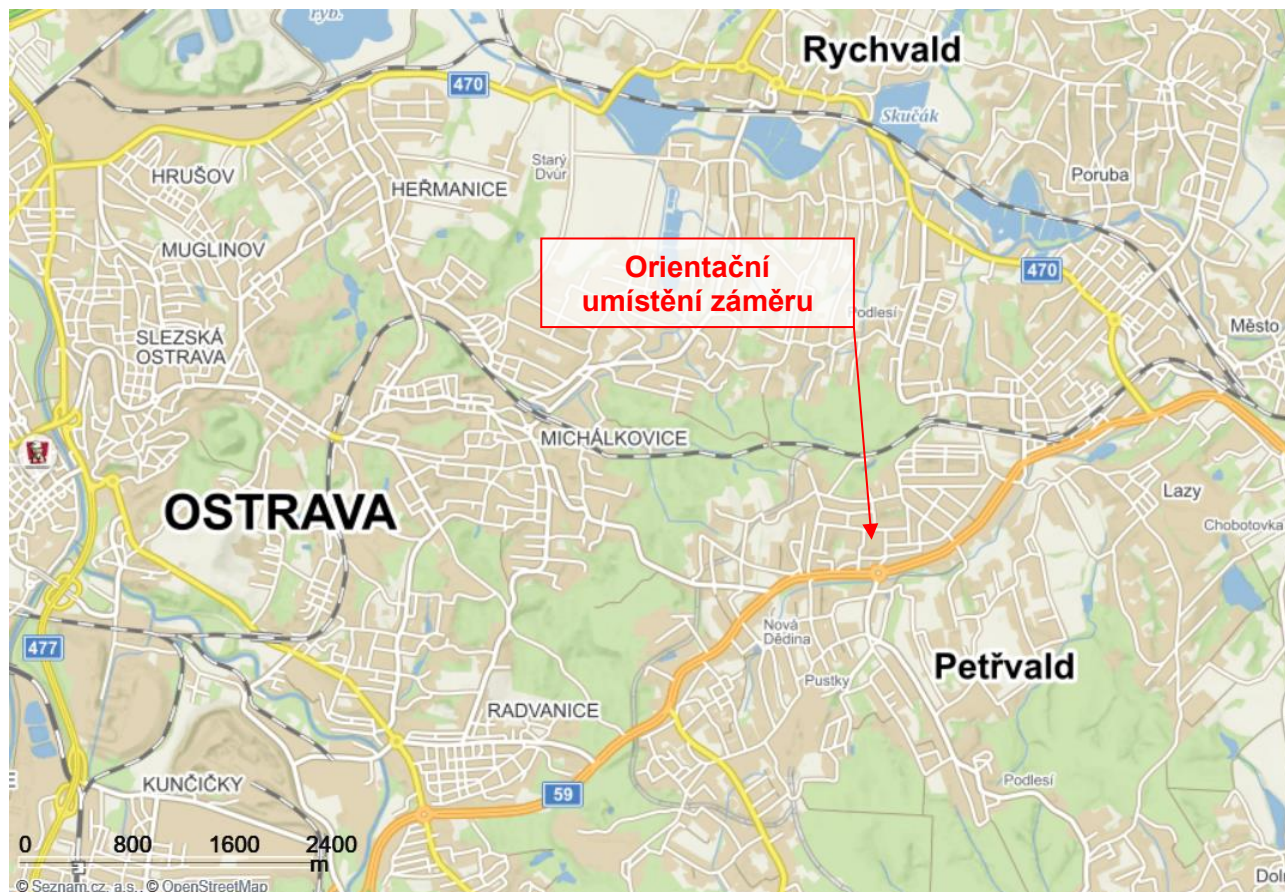 ryb.
Rychvald
470
Skučák
Starý
Dvůr
HRUŠOV
HEŘMANICE
Poruba
MUGLINOV
Orientační
umístění záměru
470
Podlesí
SLEZSKÁ
OSTRAVA
Město
MICHÁLKOVICE
OSTRAVA
Lazy
Chobotovka
Nová
Dědina
477
Petřvald
Pustky
RADVANICE
KUNČIČKY
59
Podlesí
0 800 1600 2400
m
© Seznam.cz, a.s., © OpenStreetMap